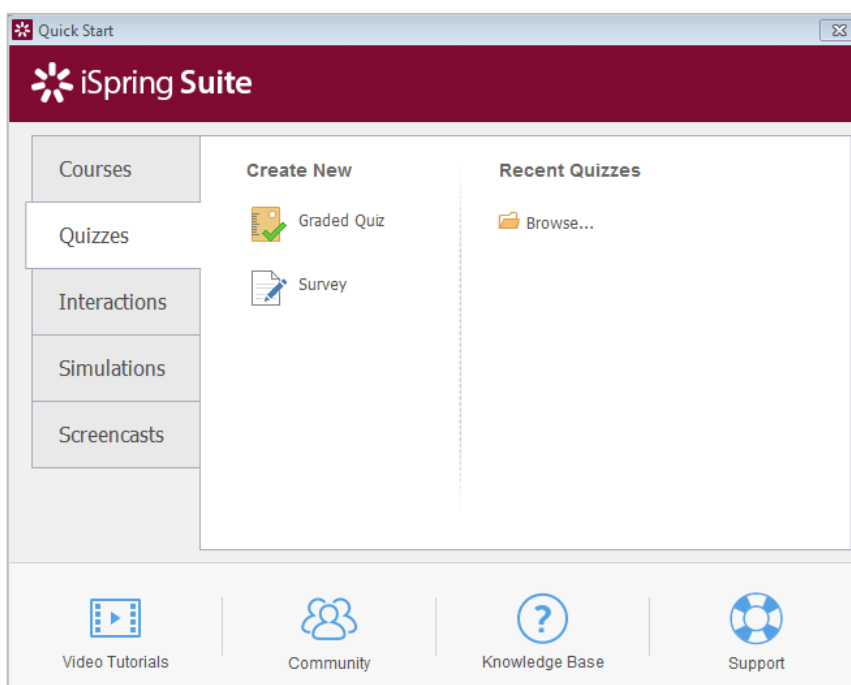 Quick Start
iSpring Suite
Courses
Quizzes
Interactions
Simulations
Screencasts
Create New
Graded Quiz
Survey
Recent Quizzes
Browse...
Video Tutorials
Community
Knowledge Base
Support